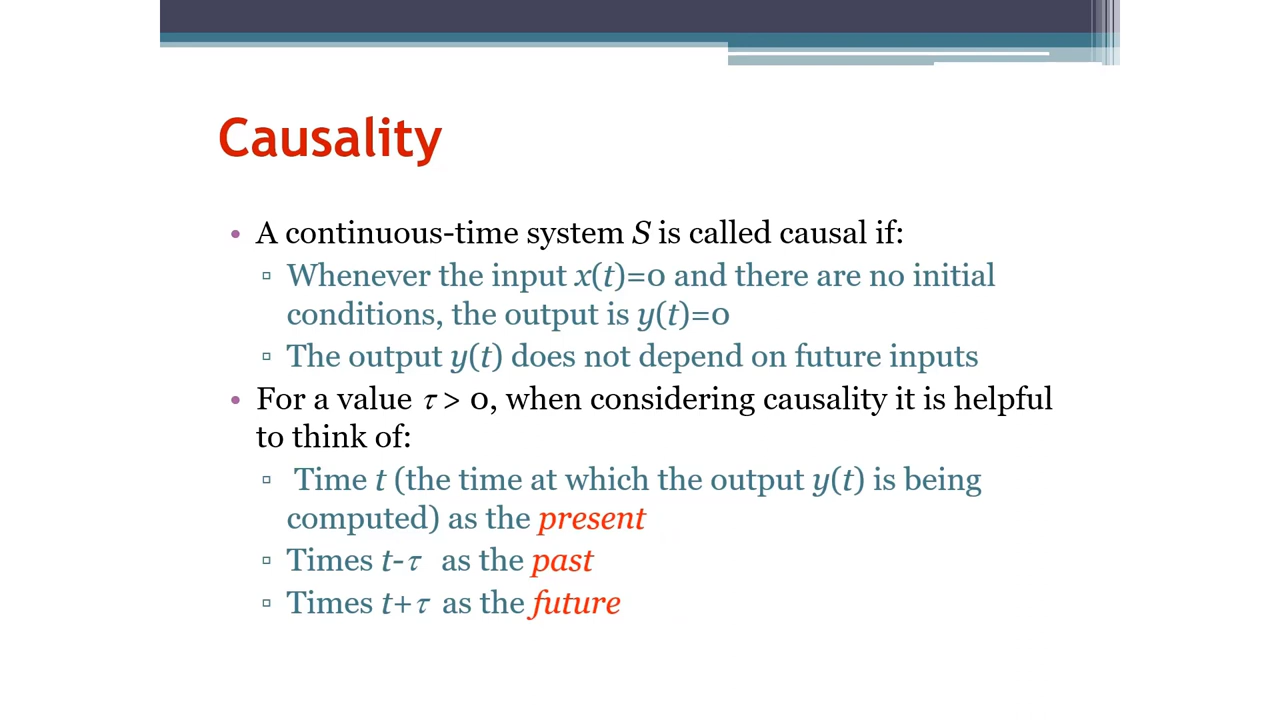 Causality
• A continuous-time system S is called causal if:
▫ Whenever the input x(t)=0 and there are no initial
conditions, the output is y(t)=0
▫ The output y(t) does not depend on future inputs
• For a value τ > 0, when considering causality it is helpful
to think of:
▫ Time t (the time at which the output y(t) is being
computed) as the present
▫ Times t-τ as the past
▫ Times t+τ as the future